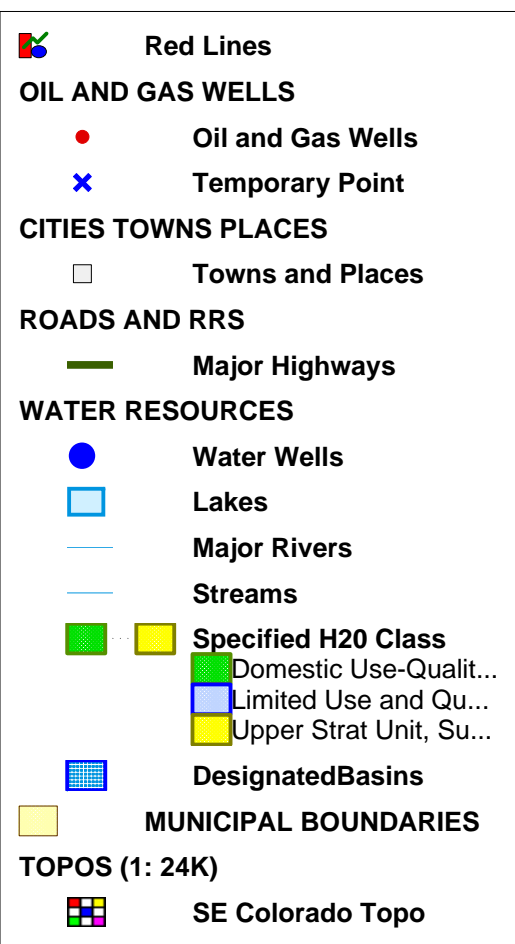 Red Lines
OIL AND GAS WELLS
Oil and Gas Wells
Temporary Point
CITIES TOWNS PLACES
Towns and Places
ROADS AND RRS
Major Highways
WATER RESOURCES
Water Wells
Lakes
Major Rivers
Streams
Specified H20 Class
Domestic Use-Qualit...
Limited Use and Qu...
Upper Strat Unit, Su...
DesignatedBasins
MUNICIPAL BOUNDARIES
TOPOS (1: 24K)
SE Colorado Topo